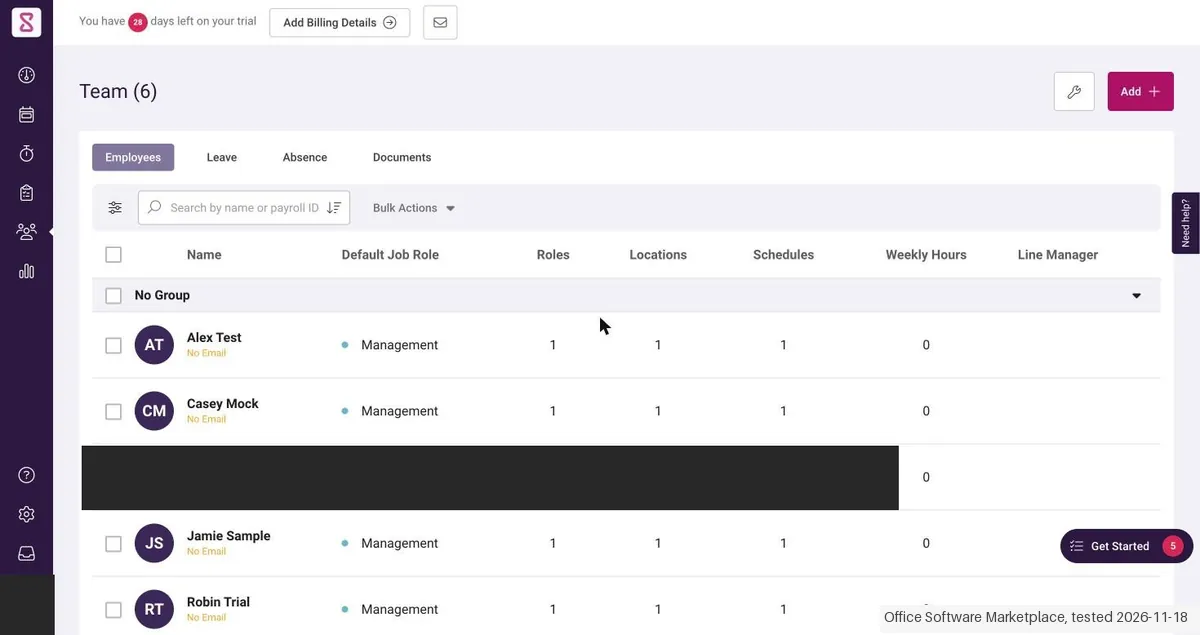 You have 28 days left on your trial Add Billing Details
Team (6)
Add
Employees Leave Absence Documents
Search by name or payroll ID Bulk Actions
Need help?
Name Default Job Role Roles Locations Schedules Weekly Hours Line Manager
No Group
AT Alex Test Management 1 1 1 0
No Email
CM Casey Mock Management 1 1 1 0
No Email
0
JS Jamie Sample Management 1 1 1 0
No Email
Get Started 5
RT Robin Trial Management 1 1 1
No Email
Office Software Marketplace, tested 2026-11-18